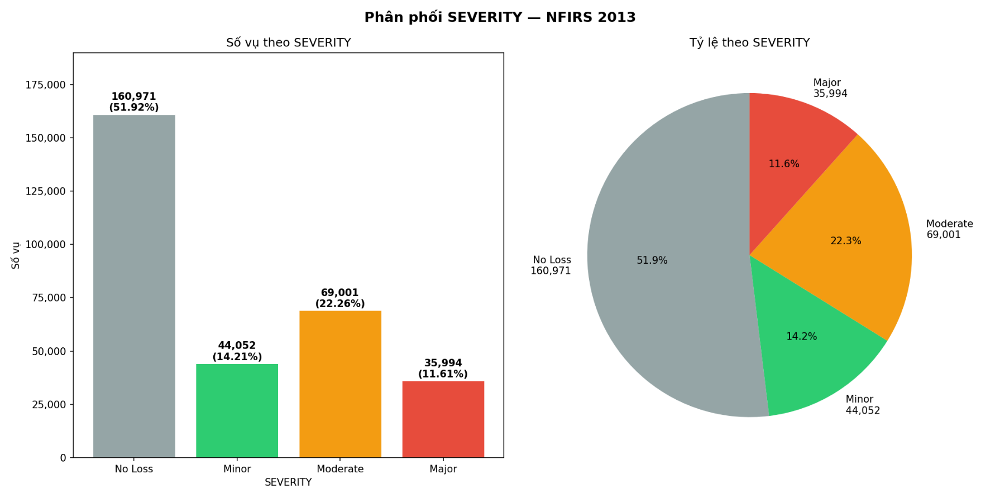 Phân phối SEVERITY — NFIRS 2013
Số vụ theo SEVERITY
175,000
150,000
125,000
100,000
75,000
50,000
25,000
0
Số vụ
160,971
(51.92%)
44,052
(14.21%)
69,001
(22.26%)
35,994
(11.61%)
No Loss
Minor
Moderate
Major
SEVERITY
Tỷ lệ theo SEVERITY
Major
35,994
11.6%
Moderate
69,001
22.3%
No Loss
160,971
51.9%
14.2%
Minor
44,052